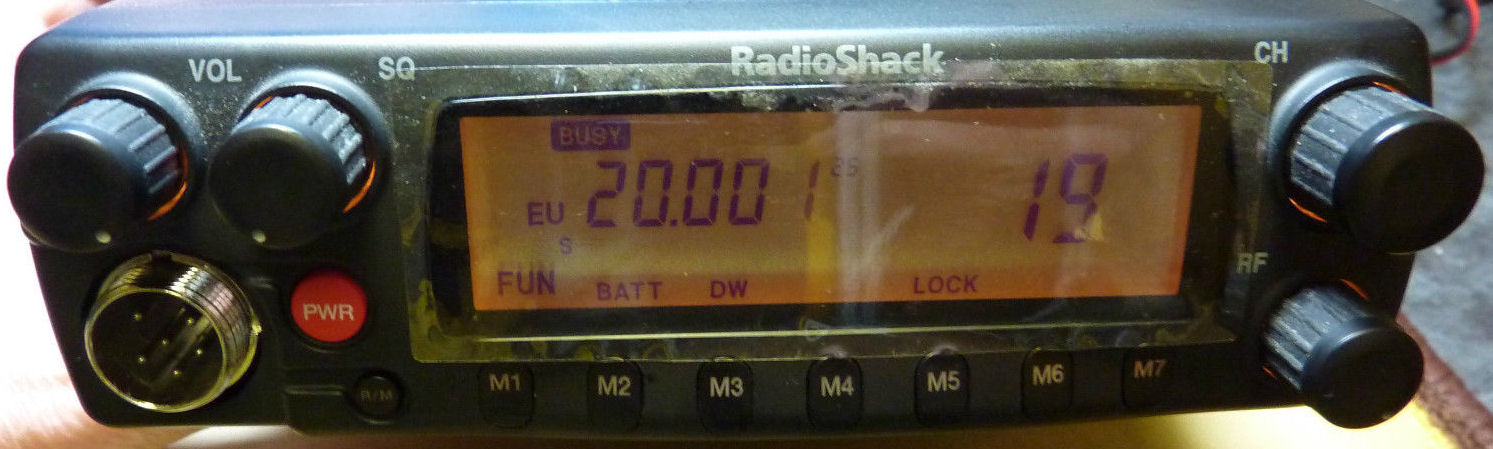 RadioShack
VOL
SQ
CH
BUSY
EU 20.001 19
S
FUN BATT DW LOCK
RF
PWR
R/M
M1 M2 M3 M4 M5 M6 M7